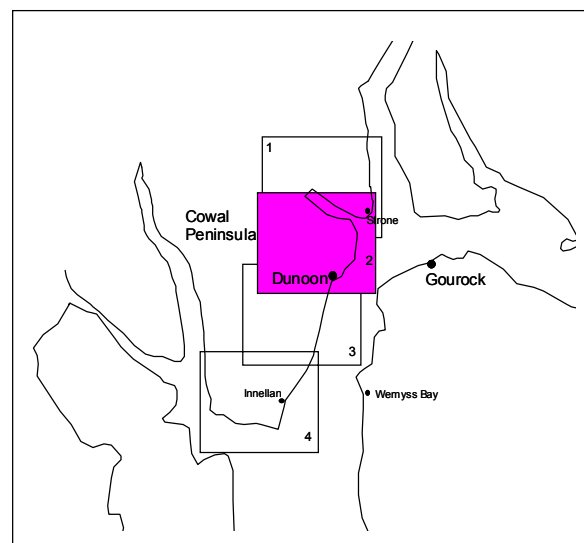 1
Strone
Cowal
Peninsula
2
Dunoon
Gourock
3
Innellan
Wemyss Bay
4